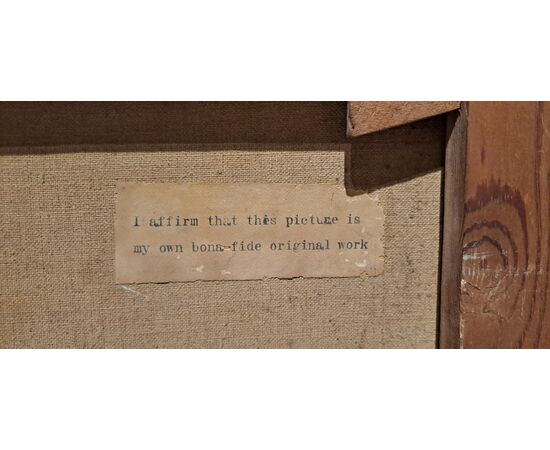 I affirm that this picture is
my own bona-fide original work